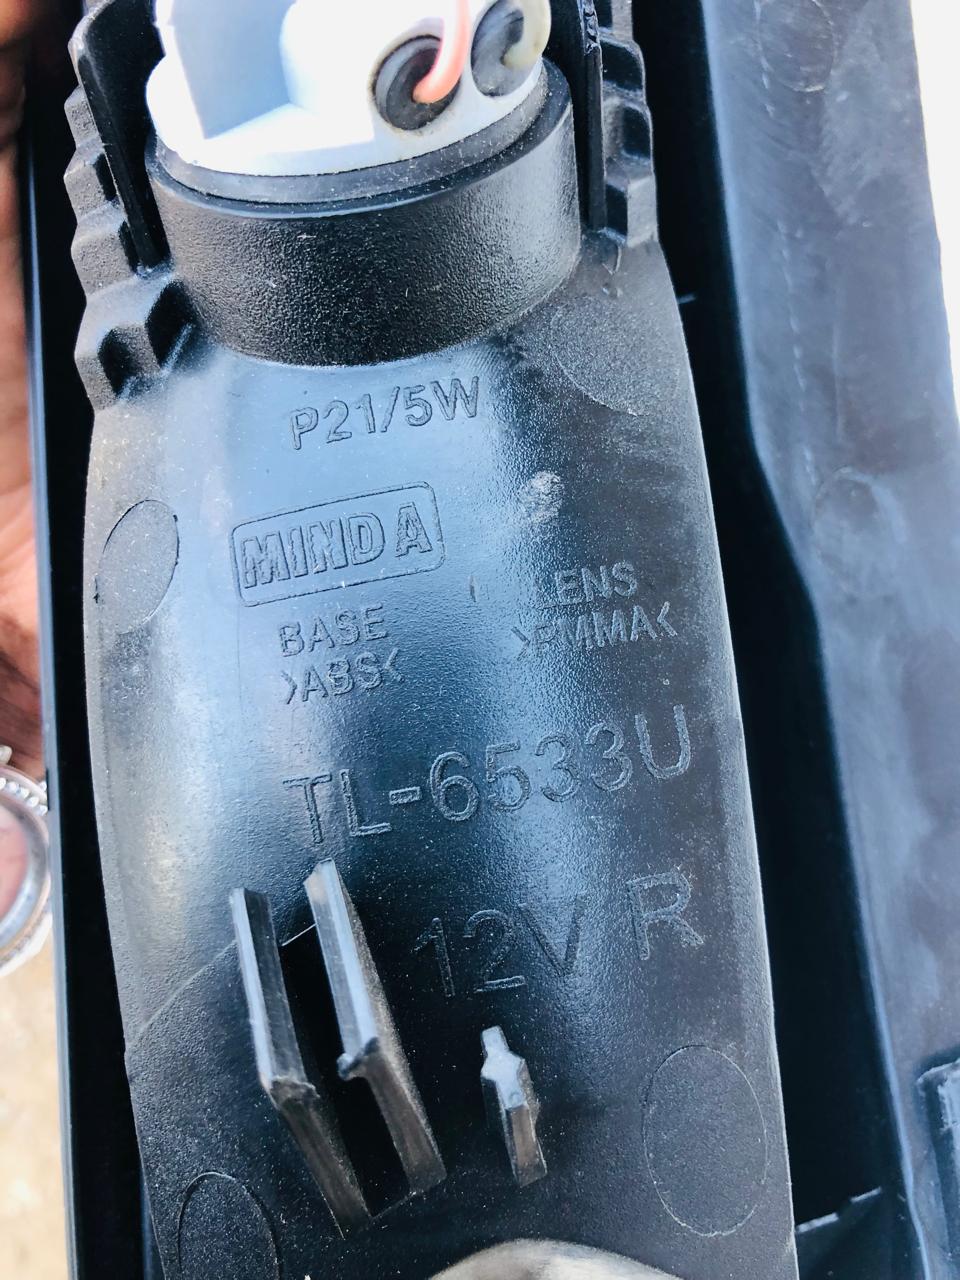 P21/5W
MINDA
BASE
>ABS<
LENS
>PMMA<
TL-6533U
12V R